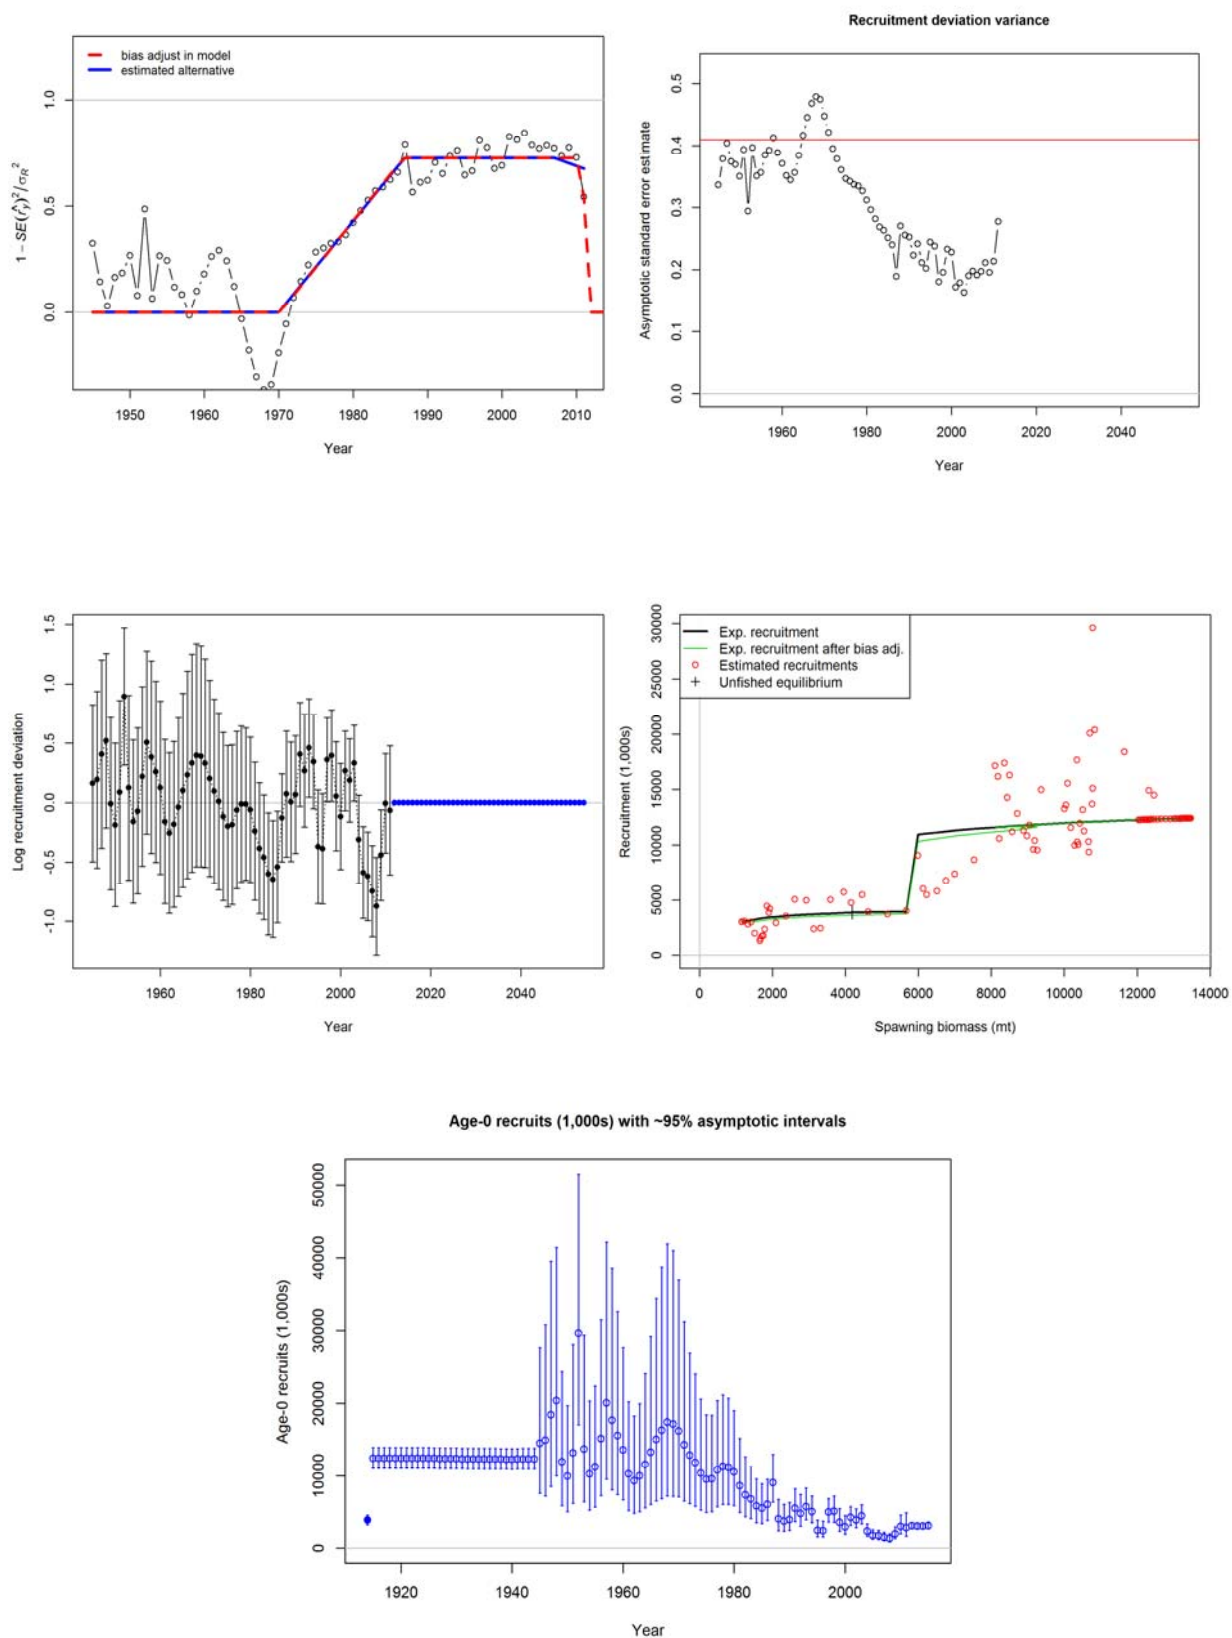 bias adjust in model
estimated alternative
1 − SE(r̂y)²/σR²
1.0
0.5
0.0
1950 1960 1970 1980 1990 2000 2010
Year
Recruitment deviation variance
Asymptotic standard error estimate
0.5
0.4
0.3
0.2
0.1
0.0
1960 1980 2000 2020 2040
Year
Log recruitment deviation
1.5
1.0
0.5
0.0
-0.5
-1.0
1960 1980 2000 2020 2040
Year
Exp. recruitment
Exp. recruitment after bias adj.
Estimated recruitments
Unfished equilibrium
Recruitment (1,000s)
30000
25000
20000
15000
10000
5000
0
0 2000 4000 6000 8000 10000 12000 14000
Spawning biomass (mt)
Age-0 recruits (1,000s) with ~95% asymptotic intervals
Age-0 recruits (1,000s)
50000
40000
30000
20000
10000
0
1920 1940 1960 1980 2000
Year